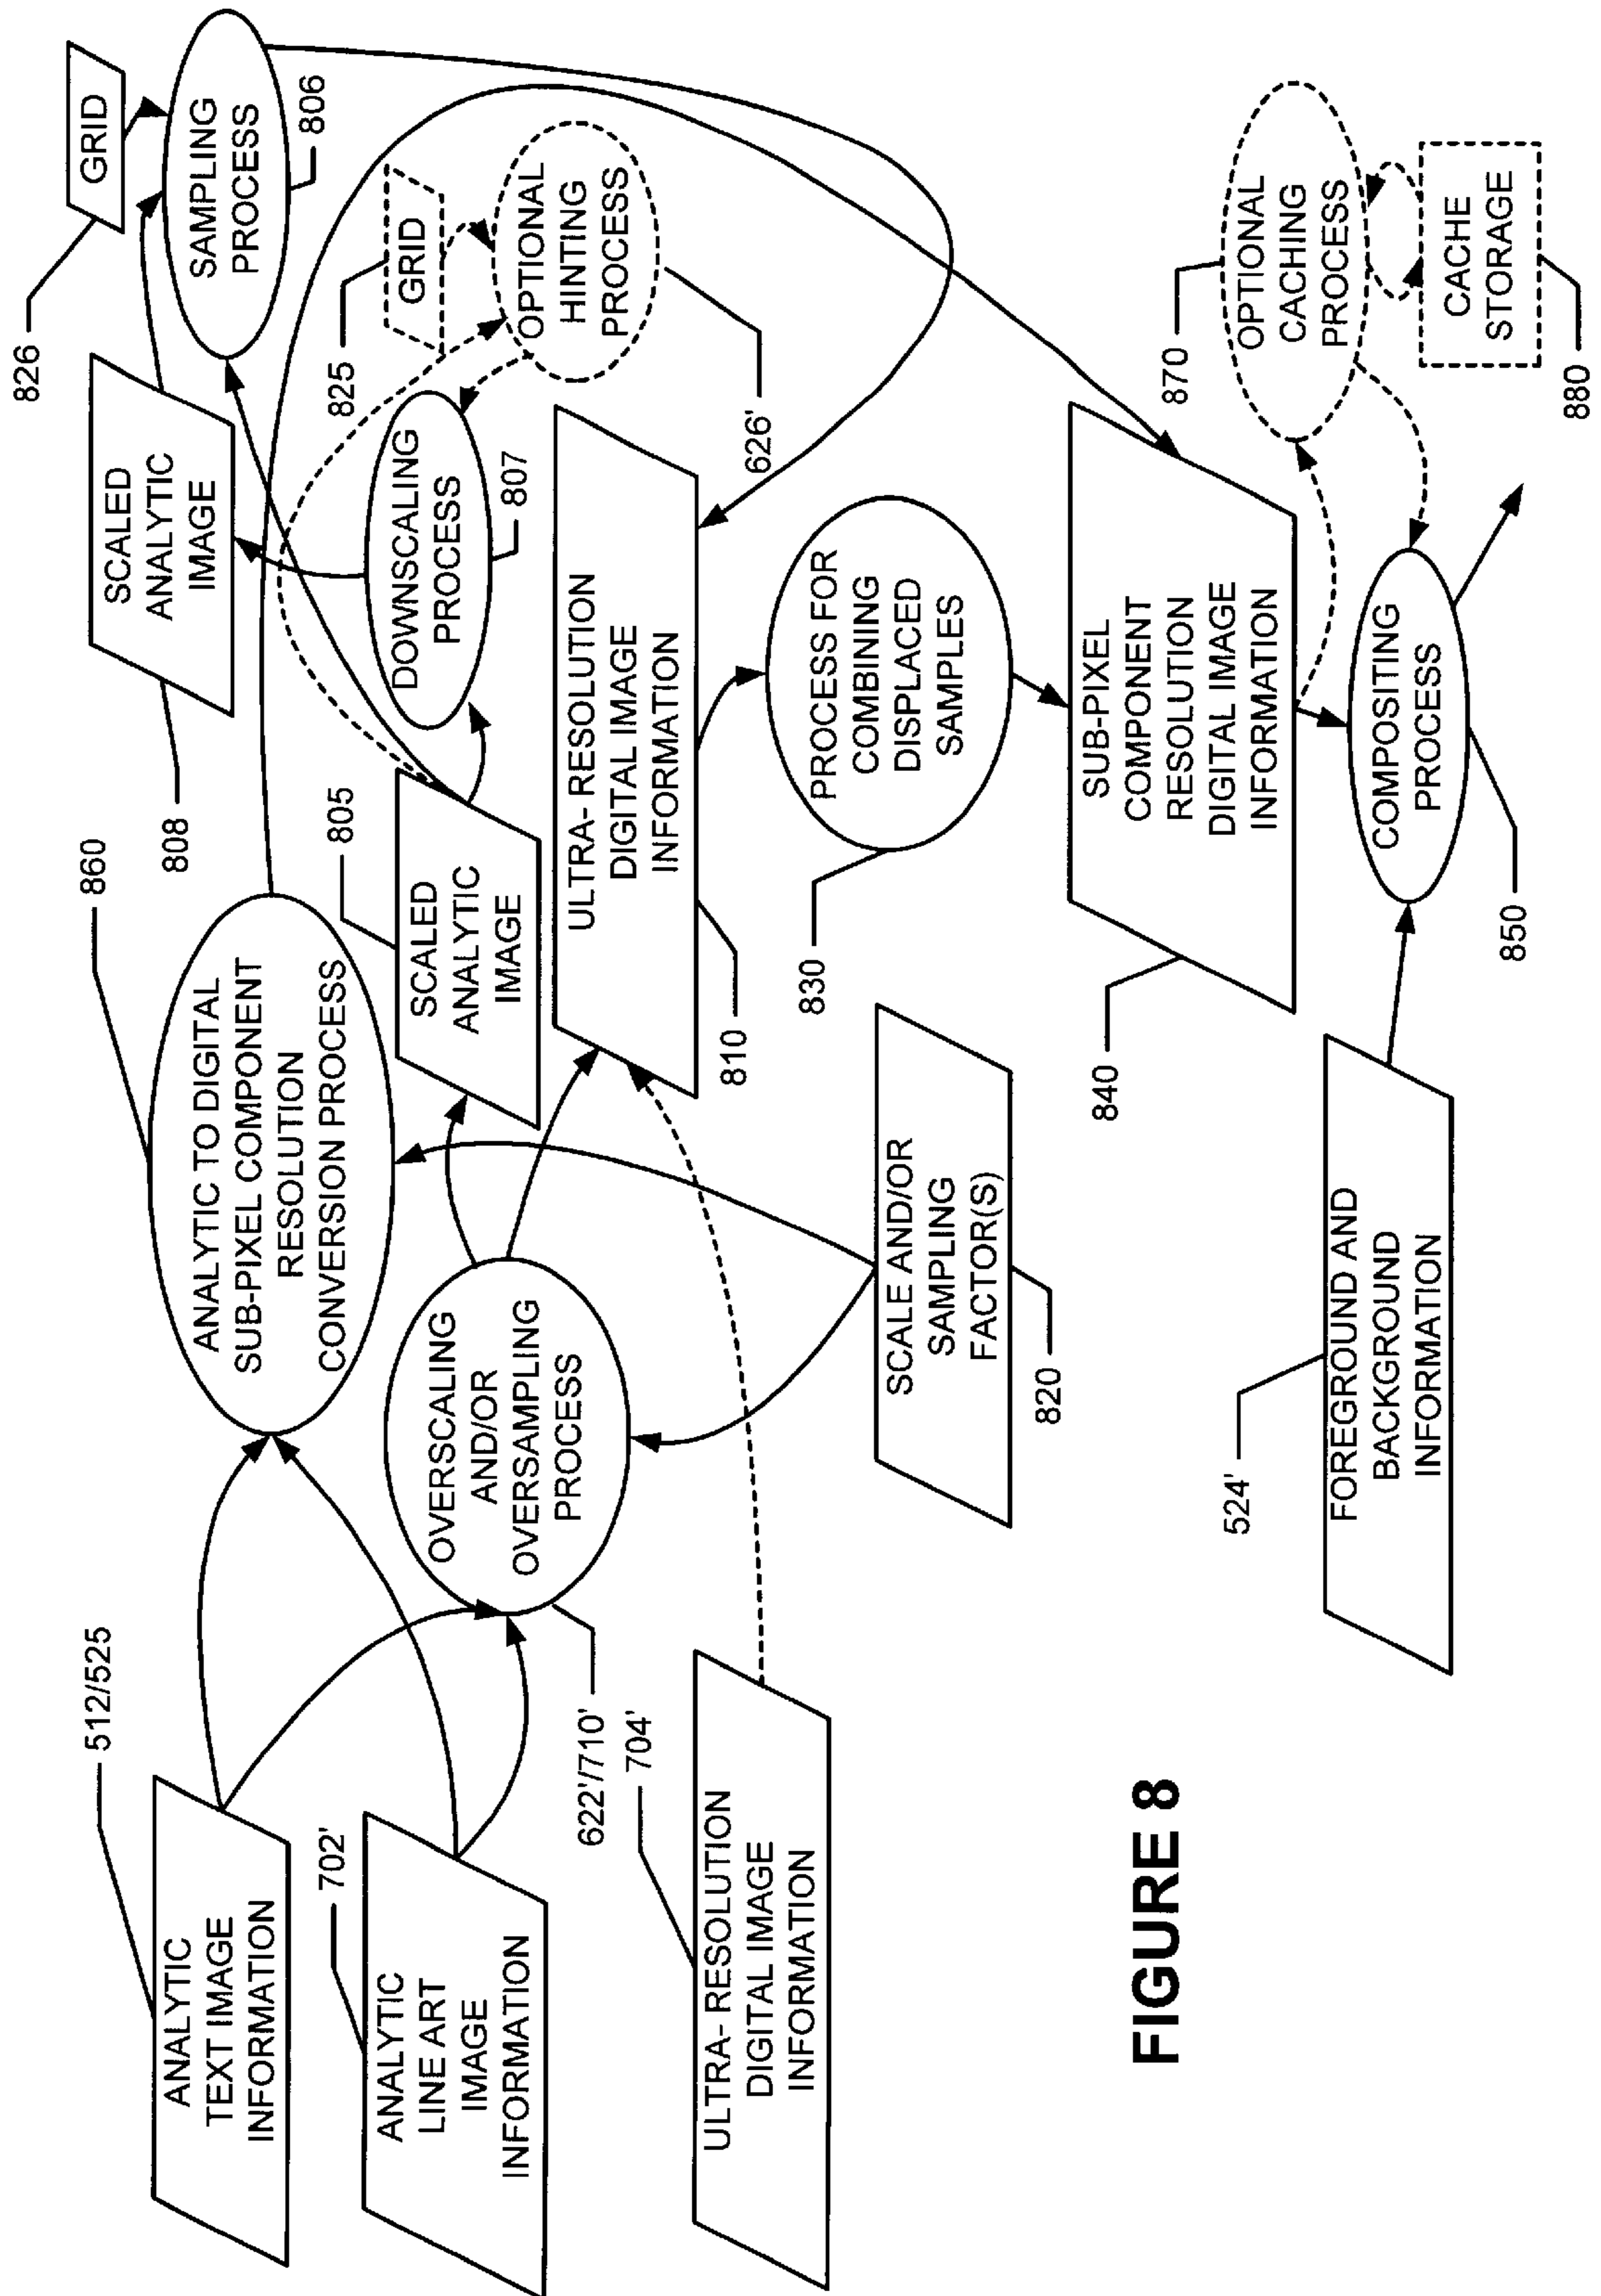 512/525
ANALYTIC
TEXT IMAGE
INFORMATION
702'
ANALYTIC
LINE ART
IMAGE
INFORMATION
622'/710'
704'
ULTRA- RESOLUTION
DIGITAL IMAGE
INFORMATION
860
ANALYTIC TO DIGITAL
SUB-PIXEL COMPONENT
RESOLUTION
CONVERSION PROCESS
OVERSCALING
AND/OR
OVERSAMPLING
PROCESS
SCALE AND/OR
SAMPLING
FACTOR(S)
820
524'
FOREGROUND AND
BACKGROUND
INFORMATION
808
SCALED
ANALYTIC
IMAGE
805
SCALED
ANALYTIC
IMAGE
ULTRA- RESOLUTION
DIGITAL IMAGE
INFORMATION
810
DOWNSCALING
PROCESS
807
830
PROCESS FOR
COMBINING
DISPLACED
SAMPLES
840
SUB-PIXEL
COMPONENT
RESOLUTION
DIGITAL IMAGE
INFORMATION
COMPOSITING
PROCESS
850
826
GRID
SAMPLING
PROCESS
806
825
GRID
OPTIONAL
HINTING
PROCESS
626'
870
OPTIONAL
CACHING
PROCESS
CACHE
STORAGE
880
FIGURE 8